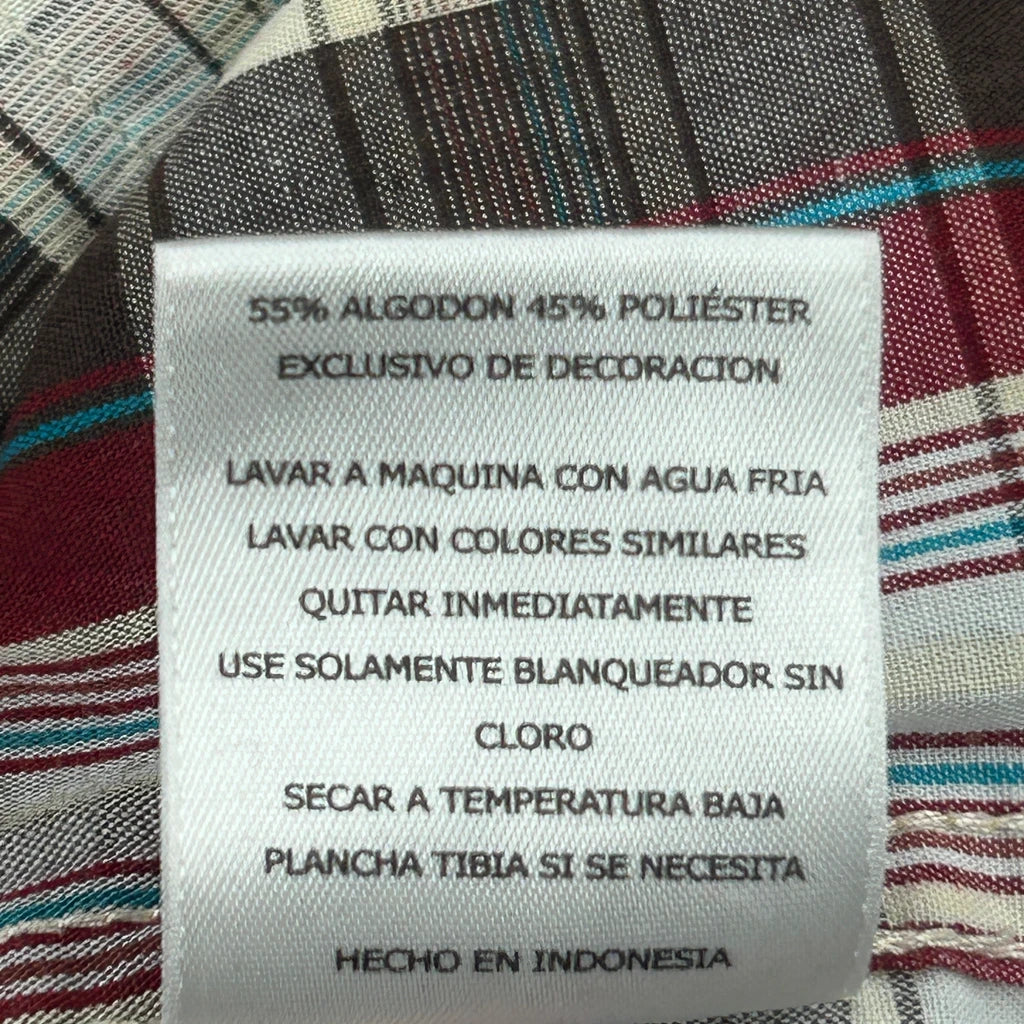 55% ALGODON 45% POLIÉSTER
EXCLUSIVO DE DECORACION
LAVAR A MAQUINA CON AGUA FRIA
LAVAR CON COLORES SIMILARES
QUITAR INMEDIATAMENTE
USE SOLAMENTE BLANQUEADOR SIN
CLORO
SECAR A TEMPERATURA BAJA
PLANCHA TIBIA SI SE NECESITA
HECHO EN INDONESIA